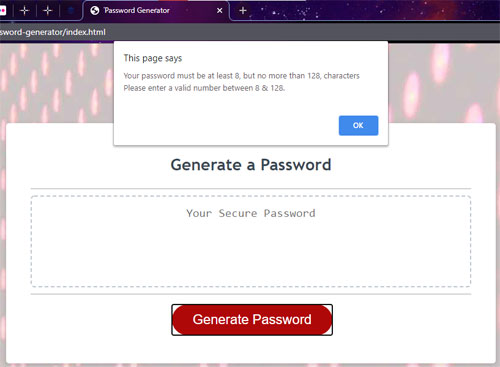 'Password Generator
sword-generator/index.html
This page says
Your password must be at least 8, but no more than 128, characters
Please enter a valid number between 8 & 128.
OK
Generate a Password
Your Secure Password
Generate Password